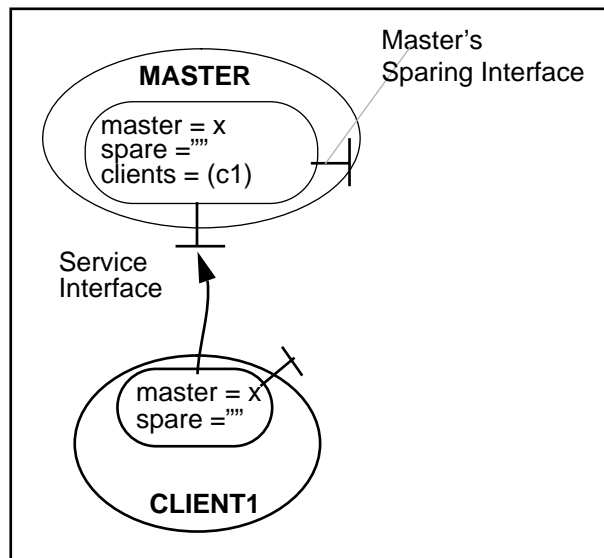 Master's
Sparing Interface
MASTER
master = x
spare =""
clients = (c1)
Service
Interface
master = x
spare =""
CLIENT1